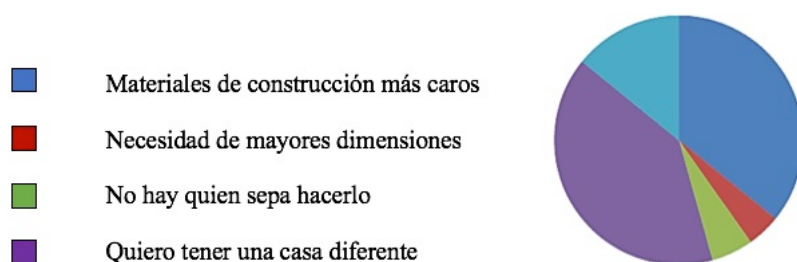 Materiales de construcción más caros
Necesidad de mayores dimensiones
No hay quien sepa hacerlo
Quiero tener una casa diferente